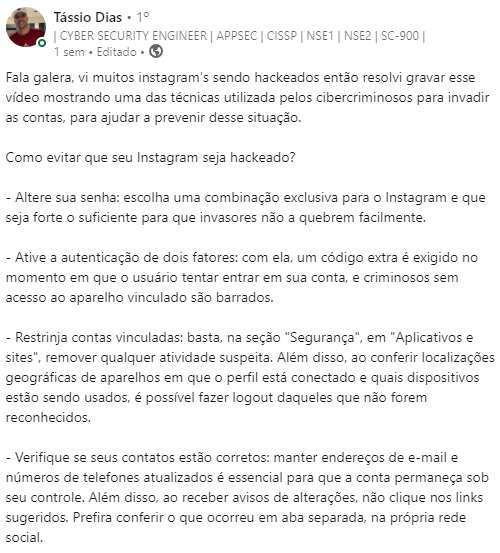 Tássio Dias • 1º
| CYBER SECURITY ENGINEER | APPSEC | CISSP | NSE1 | NSE2 | SC-900 |
1 sem • Editado •
Fala galera, vi muitos instagram's sendo hackeados então resolvi gravar esse
vídeo mostrando uma das técnicas utilizada pelos cibercriminosos para invadir
as contas, para ajudar a prevenir desse situação.
Como evitar que seu Instagram seja hackeado?
- Altere sua senha: escolha uma combinação exclusiva para o Instagram e que
seja forte o suficiente para que invasores não a quebrem facilmente.
- Ative a autenticação de dois fatores: com ela, um código extra é exigido no
momento em que o usuário tentar entrar em sua conta, e criminosos sem
acesso ao aparelho vinculado são barrados.
- Restrinja contas vinculadas: basta, na seção "Segurança", em "Aplicativos e
sites", remover qualquer atividade suspeita. Além disso, ao conferir localizações
geográficas de aparelhos em que o perfil está conectado e quais dispositivos
estão sendo usados, é possível fazer logout daqueles que não forem
reconhecidos.
- Verifique se seus contatos estão corretos: manter endereços de e-mail e
números de telefones atualizados é essencial para que a conta permaneça sob
seu controle. Além disso, ao receber avisos de alterações, não clique nos links
sugeridos. Prefira conferir o que ocorreu em aba separada, na própria rede
social.